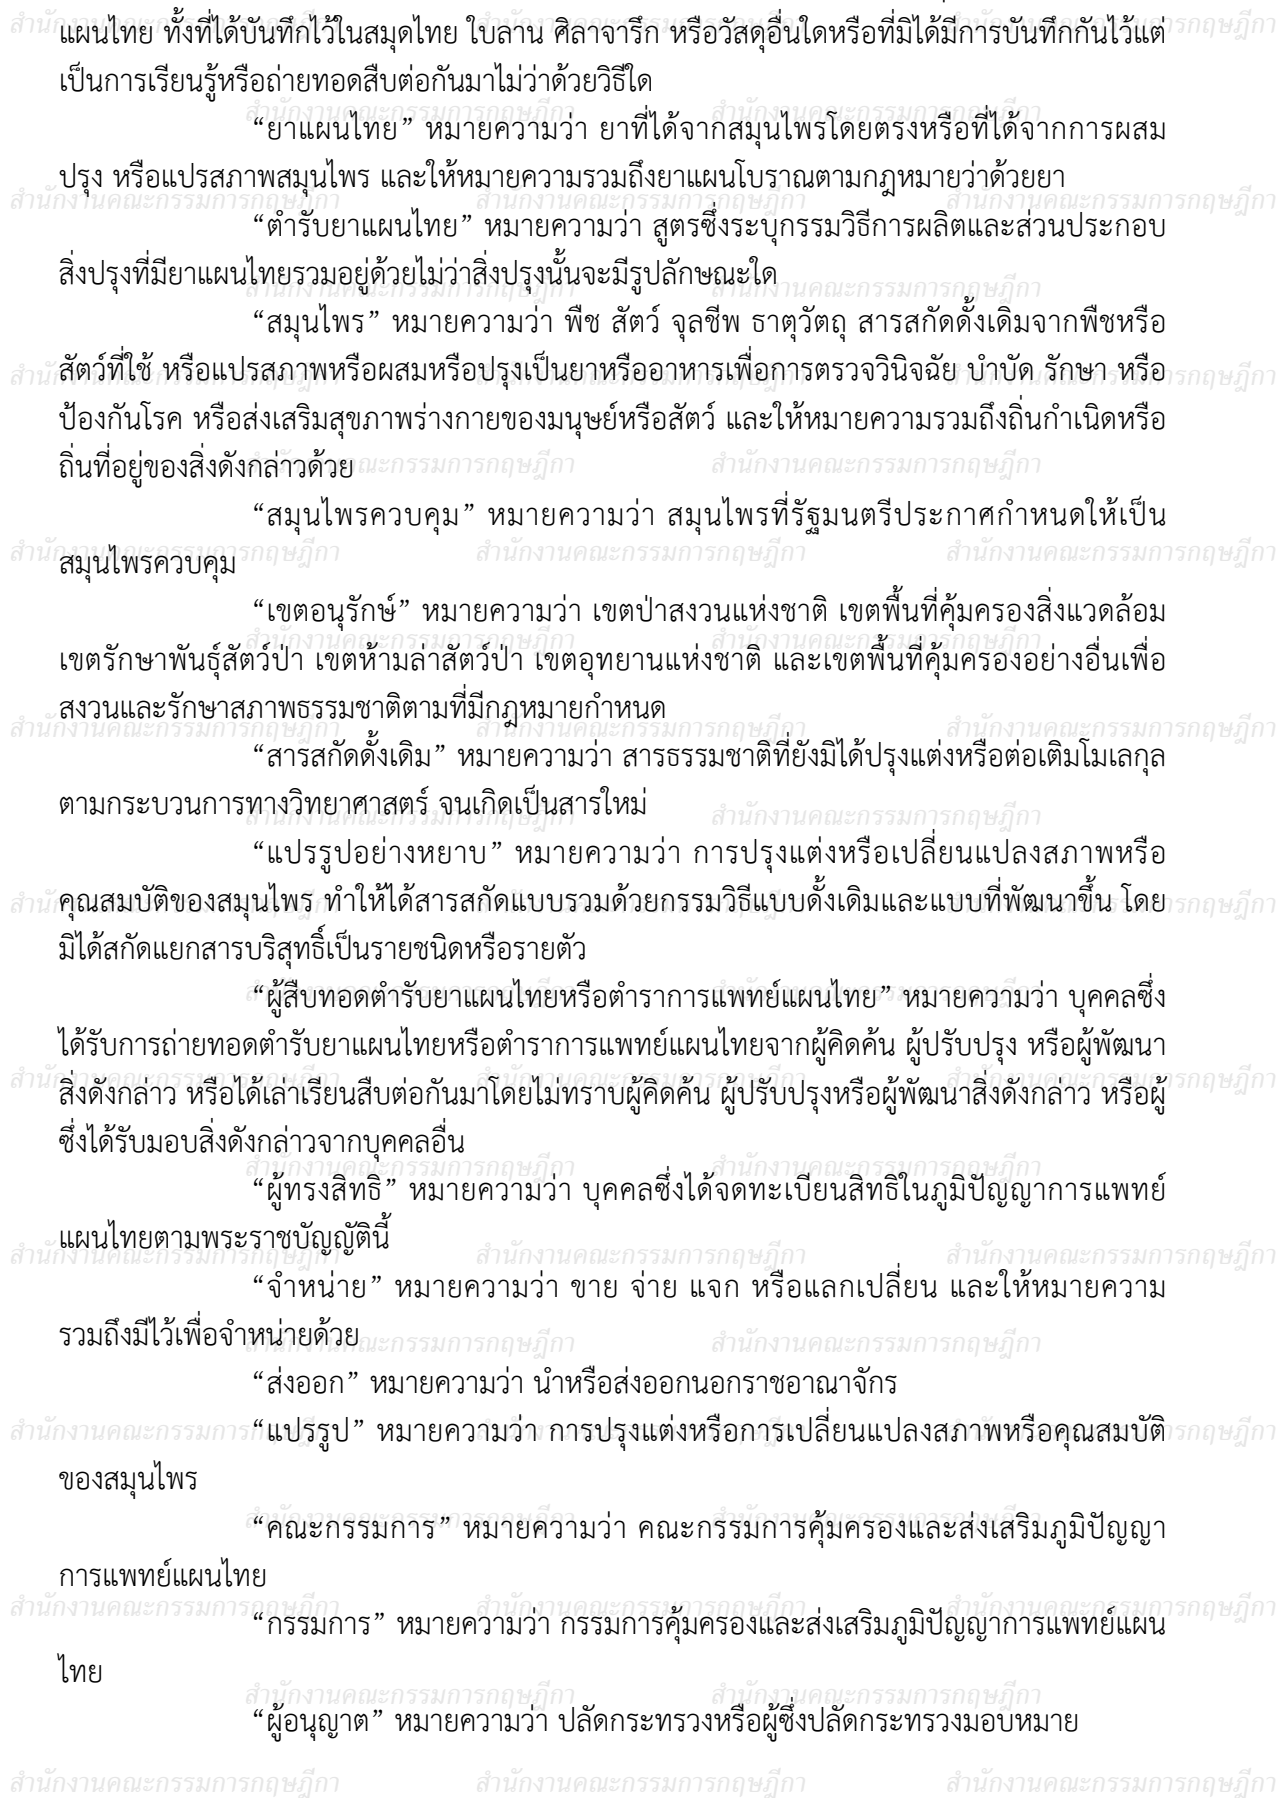 แผนไทย ทั้งที่ได้บันทึกไว้ในสมุดไทย ใบลาน ศิลาจารึก หรือวัสดุอื่นใดหรือที่มิได้มีการบันทึกกันไว้แต่
เป็นการเรียนรู้หรือถ่ายทอดสืบต่อกันมาไม่ว่าด้วยวิธีใด
“ยาแผนไทย” หมายความว่า ยาที่ได้จากสมุนไพรโดยตรงหรือที่ได้จากการผสม
ปรุง หรือแปรสภาพสมุนไพร และให้หมายความรวมถึงยาแผนโบราณตามกฎหมายว่าด้วยยา
“ตำรับยาแผนไทย” หมายความว่า สูตรซึ่งระบุกรรมวิธีการผลิตและส่วนประกอบ
สิ่งปรุงที่มียาแผนไทยรวมอยู่ด้วยไม่ว่าสิ่งปรุงนั้นจะมีรูปลักษณะใด
“สมุนไพร” หมายความว่า พืช สัตว์ จุลชีพ ธาตุวัตถุ สารสกัดดั้งเดิมจากพืชหรือ
สัตว์ที่ใช้ หรือแปรสภาพหรือผสมหรือปรุงเป็นยาหรืออาหารเพื่อการตรวจวินิจฉัย บำบัด รักษา หรือ
ป้องกันโรค หรือส่งเสริมสุขภาพร่างกายของมนุษย์หรือสัตว์ และให้หมายความรวมถึงถิ่นกำเนิดหรือ
ถิ่นที่อยู่ของสิ่งดังกล่าวด้วย
“สมุนไพรควบคุม” หมายความว่า สมุนไพรที่รัฐมนตรีประกาศกำหนดให้เป็น
สมุนไพรควบคุม
“เขตอนุรักษ์” หมายความว่า เขตป่าสงวนแห่งชาติ เขตพื้นที่คุ้มครองสิ่งแวดล้อม
เขตรักษาพันธุ์สัตว์ป่า เขตห้ามล่าสัตว์ป่า เขตอุทยานแห่งชาติ และเขตพื้นที่คุ้มครองอย่างอื่นเพื่อ
สงวนและรักษาสภาพธรรมชาติตามที่มีกฎหมายกำหนด
“สารสกัดดั้งเดิม” หมายความว่า สารธรรมชาติที่ยังมิได้ปรุงแต่งหรือต่อเติมโมเลกุล
ตามกระบวนการทางวิทยาศาสตร์ จนเกิดเป็นสารใหม่
“แปรรูปอย่างหยาบ” หมายความว่า การปรุงแต่งหรือเปลี่ยนแปลงสภาพหรือ
คุณสมบัติของสมุนไพร ทำให้ได้สารสกัดแบบรวมด้วยกรรมวิธีแบบดั้งเดิมและแบบที่พัฒนาขึ้น โดย
มิได้สกัดแยกสารบริสุทธิ์เป็นรายชนิดหรือรายตัว
“ผู้สืบทอดตำรับยาแผนไทยหรือตำราการแพทย์แผนไทย” หมายความว่า บุคคลซึ่ง
ได้รับการถ่ายทอดตำรับยาแผนไทยหรือตำราการแพทย์แผนไทยจากผู้คิดค้น ผู้ปรับปรุง หรือผู้พัฒนา
สิ่งดังกล่าว หรือได้เล่าเรียนสืบต่อกันมาโดยไม่ทราบผู้คิดค้น ผู้ปรับปรุงหรือผู้พัฒนาสิ่งดังกล่าว หรือผู้
ซึ่งได้รับมอบสิ่งดังกล่าวจากบุคคลอื่น
“ผู้ทรงสิทธิ” หมายความว่า บุคคลซึ่งได้จดทะเบียนสิทธิในภูมิปัญญาการแพทย์
แผนไทยตามพระราชบัญญัตินี้
“จำหน่าย” หมายความว่า ขาย จ่าย แจก หรือแลกเปลี่ยน และให้หมายความ
รวมถึงมีไว้เพื่อจำหน่ายด้วย
“ส่งออก” หมายความว่า นำหรือส่งออกนอกราชอาณาจักร
“แปรรูป” หมายความว่า การปรุงแต่งหรือการเปลี่ยนแปลงสภาพหรือคุณสมบัติ
ของสมุนไพร
“คณะกรรมการ” หมายความว่า คณะกรรมการคุ้มครองและส่งเสริมภูมิปัญญา
การแพทย์แผนไทย
“กรรมการ” หมายความว่า กรรมการคุ้มครองและส่งเสริมภูมิปัญญาการแพทย์แผน
ไทย
“ผู้อนุญาต” หมายความว่า ปลัดกระทรวงหรือผู้ซึ่งปลัดกระทรวงมอบหมาย
สำนักงานคณะกรรมการกฤษฎีกา สำนักงานคณะกรรมการกฤษฎีกา สำนักงานคณะกรรมการกฤษฎีกา